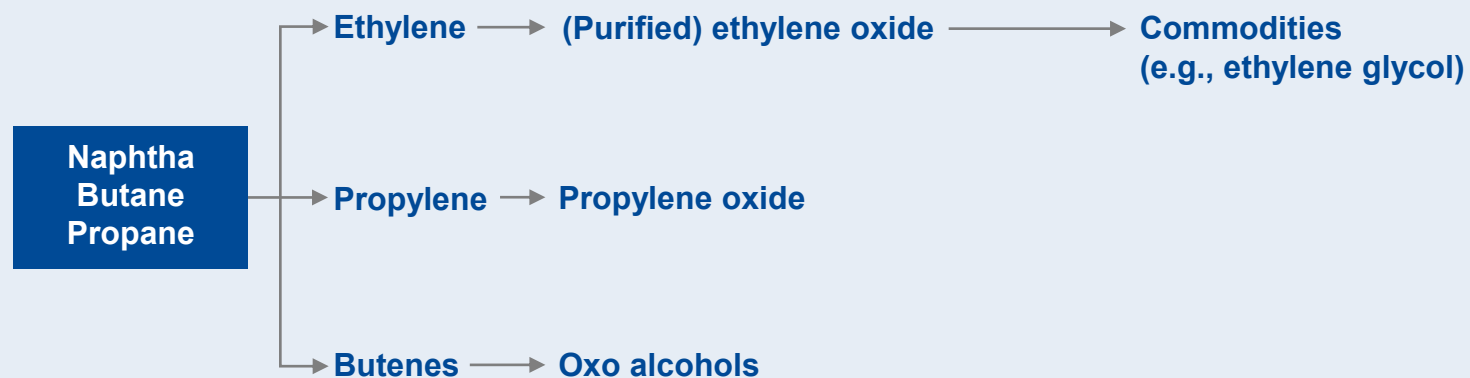 Ethylene
(Purified) ethylene oxide
Commodities
(e.g., ethylene glycol)
Naphtha
Butane
Propane
Propylene
Propylene oxide
Butenes
Oxo alcohols